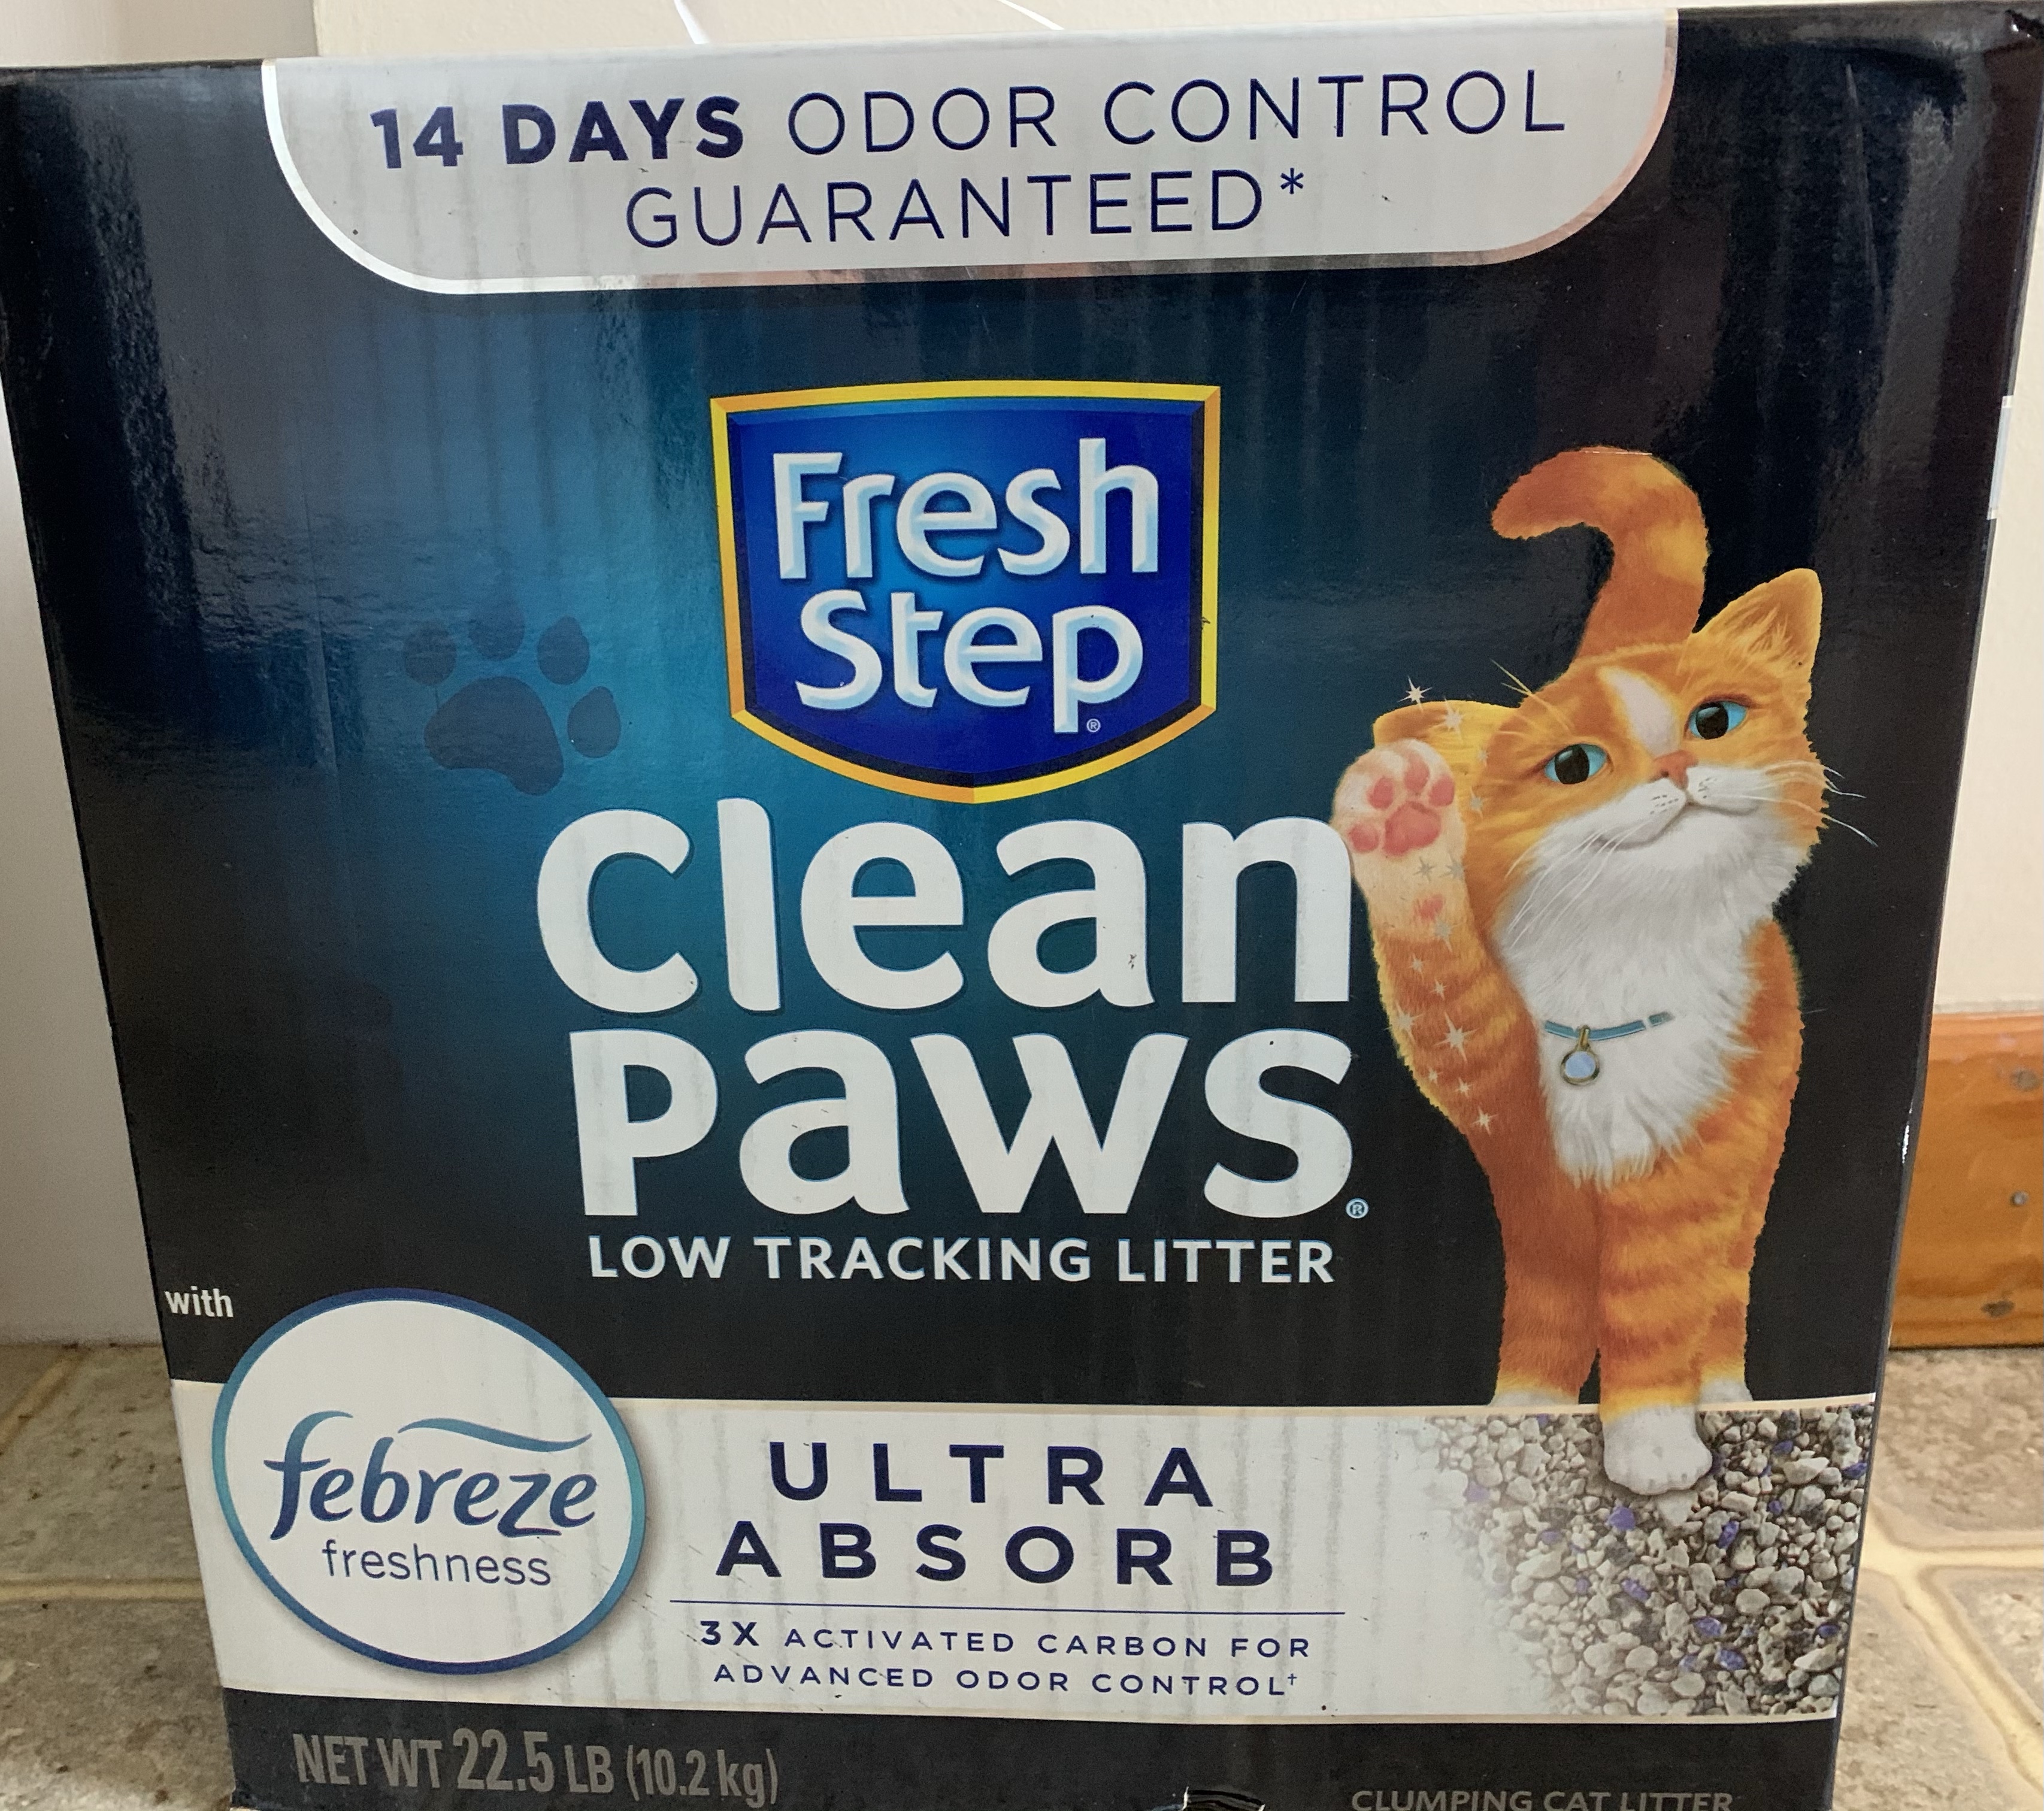 14 DAYS ODOR CONTROL
GUARANTEED*
Fresh
Step®
Clean
Paws®
LOW TRACKING LITTER
with
febreze
freshness
ULTRA
ABSORB
3X ACTIVATED CARBON FOR
ADVANCED ODOR CONTROL†
NET WT 22.5 LB (10.2 kg)
CLUMPING CAT LITTER